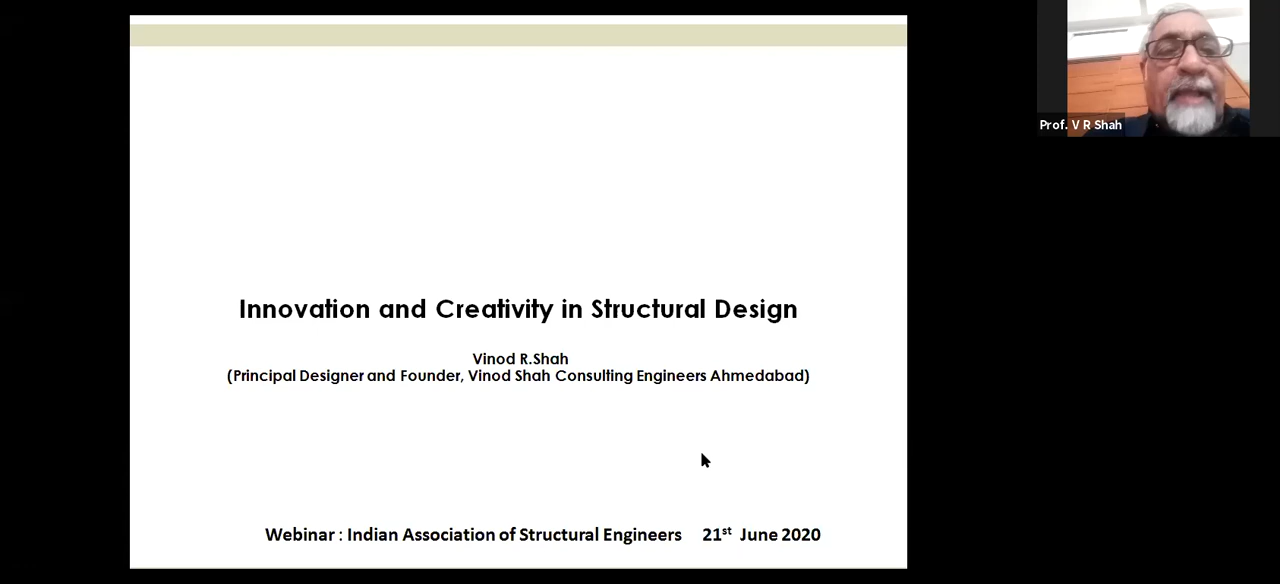 Prof. V R Shah
Innovation and Creativity in Structural Design
Vinod R.Shah
(Principal Designer and Founder, Vinod Shah Consulting Engineers Ahmedabad)
Webinar : Indian Association of Structural Engineers 21st June 2020